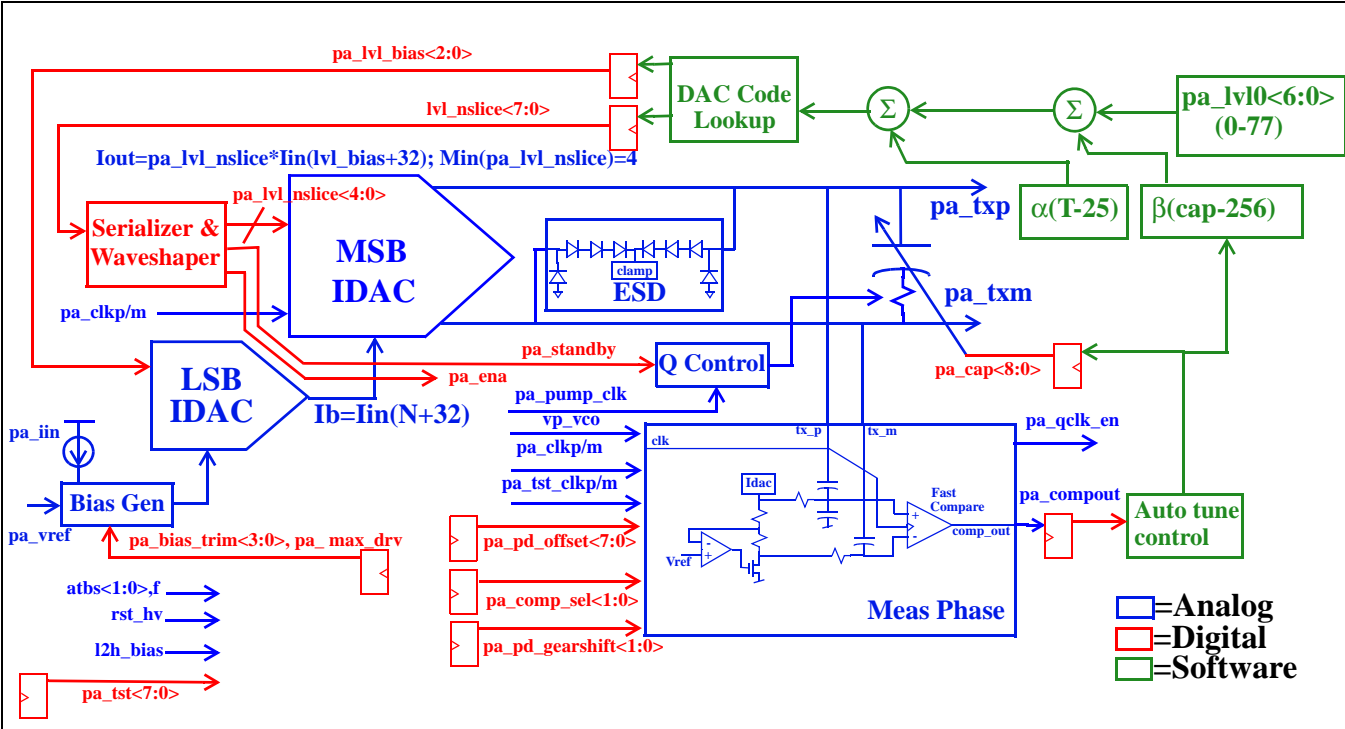 pa_lvl_bias<2:0>
lvl_nslice<7:0>
DAC Code
Lookup
Σ
Σ
pa_lvl0<6:0>
(0-77)
Iout=pa_lvl_nslice*Iin(lvl_bias+32); Min(pa_lvl_nslice)=4
pa_lvl_nslice<4:0>
Serializer &
Waveshaper
MSB
IDAC
clamp
ESD
pa_txp
α(T-25)
β(cap-256)
pa_txm
pa_clkp/m
pa_standby
pa_ena
Q Control
pa_cap<8:0>
LSB
IDAC
Ib=Iin(N+32)
pa_pump_clk
vp_vco
pa_clkp/m
pa_tst_clkp/m
pa_iin
Bias Gen
pa_vref
pa_bias_trim<3:0>, pa_ max_drv
clk
tx_p
tx_m
pa_qclk_en
Idac
Fast
Compare
+
-
comp_out
-
+
Vref
Meas Phase
pa_compout
Auto tune
control
pa_pd_offset<7:0>
pa_comp_sel<1:0>
pa_pd_gearshift<1:0>
atbs<1:0>,f
rst_hv
l2h_bias
pa_tst<7:0>
=Analog
=Digital
=Software